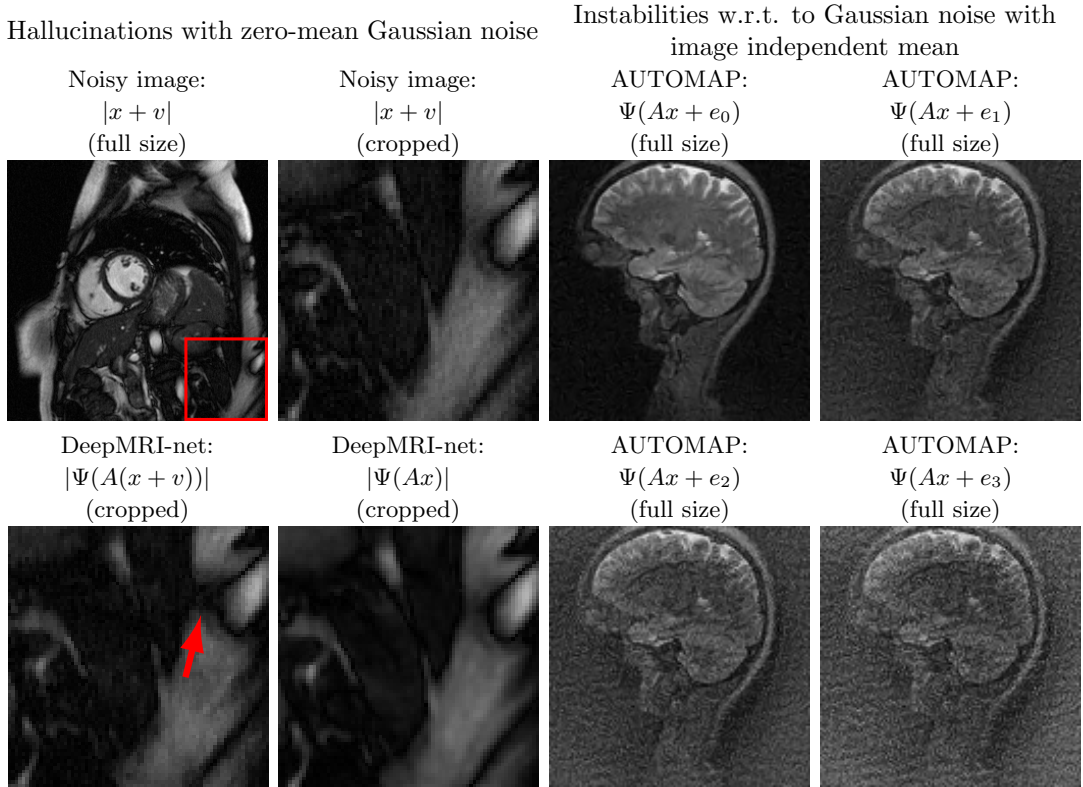 Hallucinations with zero-mean Gaussian noise
Instabilities w.r.t. to Gaussian noise with
image independent mean
Noisy image:
|x + v|
(full size)
Noisy image:
|x + v|
(cropped)
AUTOMAP:
Ψ(Ax + e₀)
(full size)
AUTOMAP:
Ψ(Ax + e₁)
(full size)
DeepMRI-net:
|Ψ(A(x + v))|
(cropped)
DeepMRI-net:
|Ψ(Ax)|
(cropped)
AUTOMAP:
Ψ(Ax + e₂)
(full size)
AUTOMAP:
Ψ(Ax + e₃)
(full size)